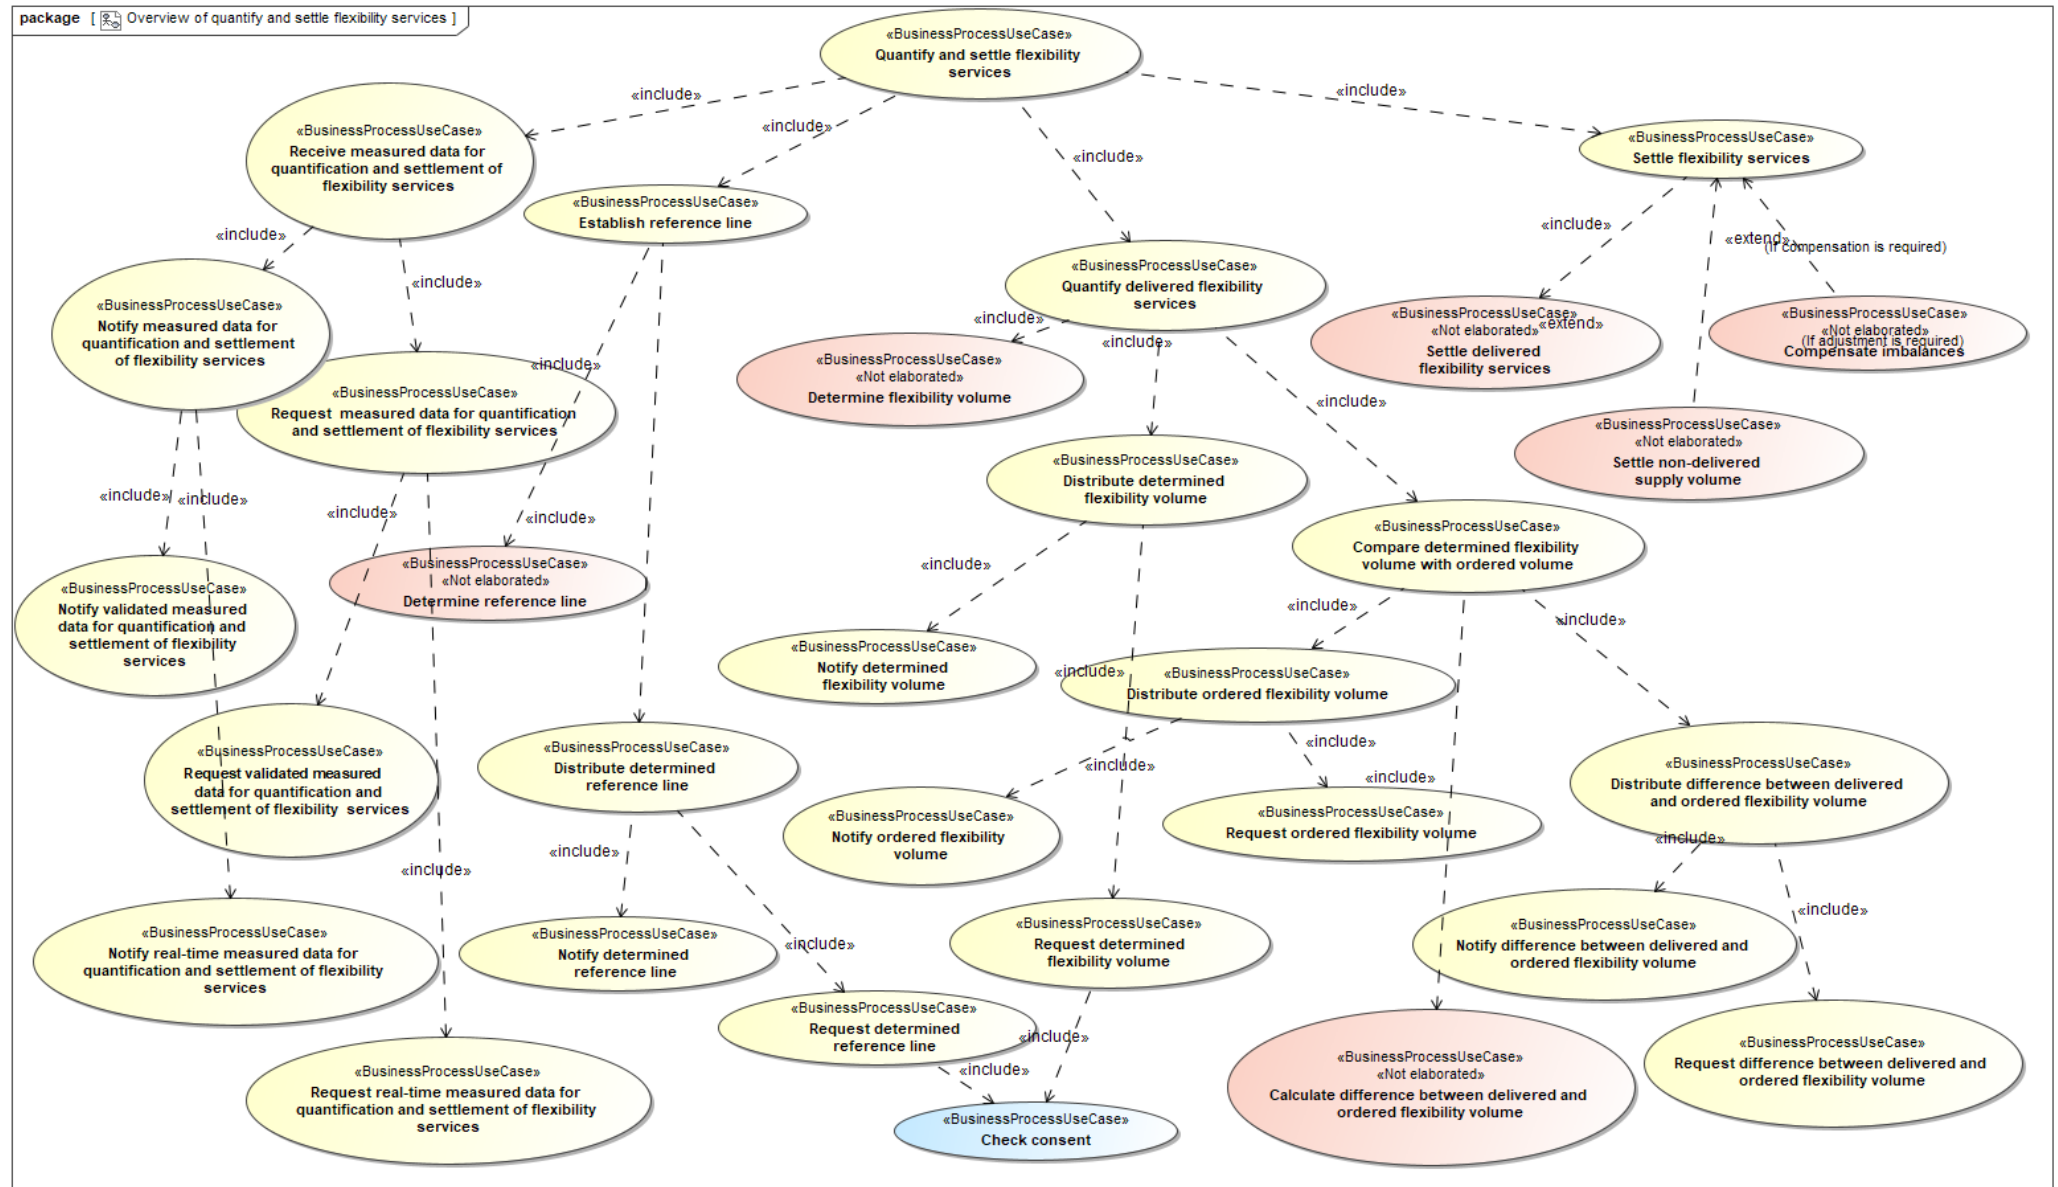 package [ Overview of quantify and settle flexibility services ]
«BusinessProcessUseCase»
Quantify and settle flexibility
services
«include»
«include»
«include»
«include»
«BusinessProcessUseCase»
Receive measured data for
quantification and settlement of
flexibility services
«BusinessProcessUseCase»
Establish reference line
«BusinessProcessUseCase»
Settle flexibility services
«include»
«include»
«include»
«extend»
(If compensation is required)
«BusinessProcessUseCase»
Quantify delivered flexibility
services
«BusinessProcessUseCase»
Notify measured data for
quantification and settlement
of flexibility services
«include»
«include»
«include»
«BusinessProcessUseCase»
«Not elaborated»
Determine flexibility volume
«BusinessProcessUseCase»
«Not elaborated»
Settle delivered
flexibility services
«extend»
«BusinessProcessUseCase»
«Not elaborated»
Compensate imbalances
(If adjustment is required)
«BusinessProcessUseCase»
Request  measured data for quantification
and settlement of flexibility services
«include»
«BusinessProcessUseCase»
«Not elaborated»
Settle non-delivered
supply volume
«BusinessProcessUseCase»
Distribute determined
flexibility volume
«include»
«include»
«include»
«include»
«BusinessProcessUseCase»
Compare determined flexibility
volume with ordered volume
«BusinessProcessUseCase»
«Not elaborated»
Determine reference line
«include»
«BusinessProcessUseCase»
Notify validated measured
data for quantification and
settlement of flexibility
services
«include»
«include»
«BusinessProcessUseCase»
Notify determined
flexibility volume
«include»
«BusinessProcessUseCase»
Distribute ordered flexibility volume
«BusinessProcessUseCase»
Request validated measured
data for quantification and
settlement of flexibility  services
«BusinessProcessUseCase»
Distribute determined
reference line
«include»
«include»
«include»
«BusinessProcessUseCase»
Distribute difference between delivered
and ordered flexibility volume
«BusinessProcessUseCase»
Notify ordered flexibility
volume
«BusinessProcessUseCase»
Request ordered flexibility volume
«include»
«include»
«include»
«include»
«BusinessProcessUseCase»
Notify real-time measured data for
quantification and settlement of flexibility
services
«BusinessProcessUseCase»
Notify determined
reference line
«include»
«BusinessProcessUseCase»
Request determined
flexibility volume
«BusinessProcessUseCase»
Notify difference between delivered and
ordered flexibility volume
«BusinessProcessUseCase»
Request determined
reference line
«include»
«include»
«BusinessProcessUseCase»
Request real-time measured data for
quantification and settlement of flexibility
services
«BusinessProcessUseCase»
Check consent
«BusinessProcessUseCase»
«Not elaborated»
Calculate difference between delivered and
ordered flexibility volume
«BusinessProcessUseCase»
Request difference between delivered and
ordered flexibility volume